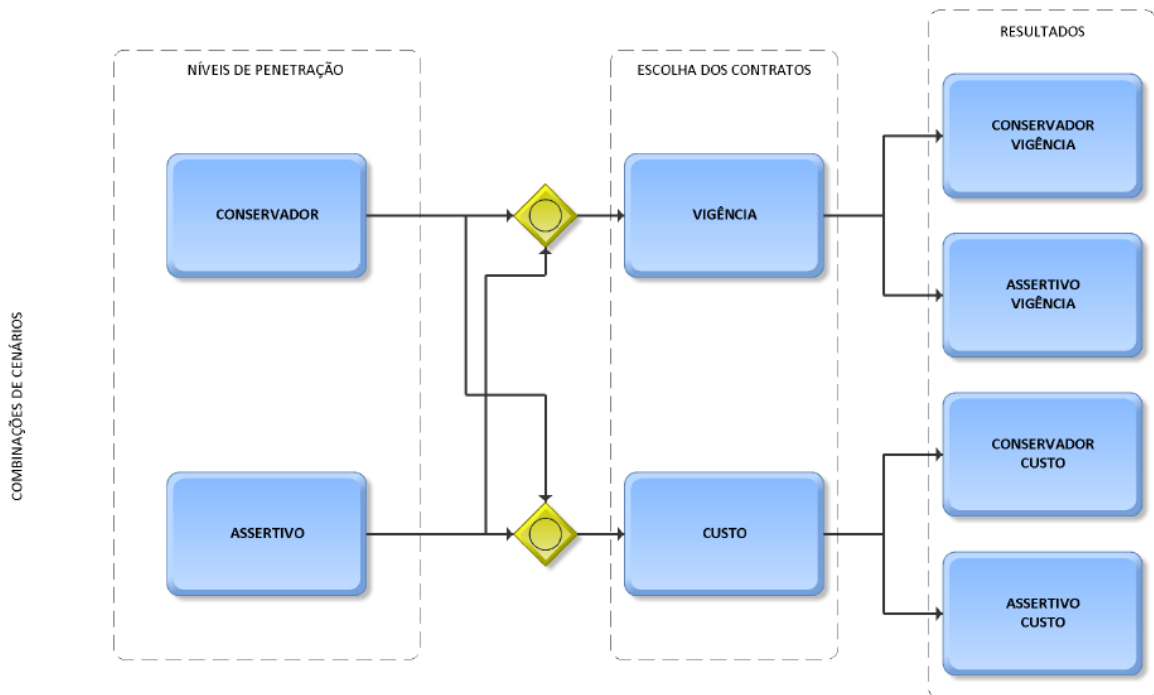 COMBINAÇÕES DE CENÁRIOS
NÍVEIS DE PENETRAÇÃO
CONSERVADOR
ASSERTIVO
ESCOLHA DOS CONTRATOS
VIGÊNCIA
CUSTO
RESULTADOS
CONSERVADOR
VIGÊNCIA
ASSERTIVO
VIGÊNCIA
CONSERVADOR
CUSTO
ASSERTIVO
CUSTO